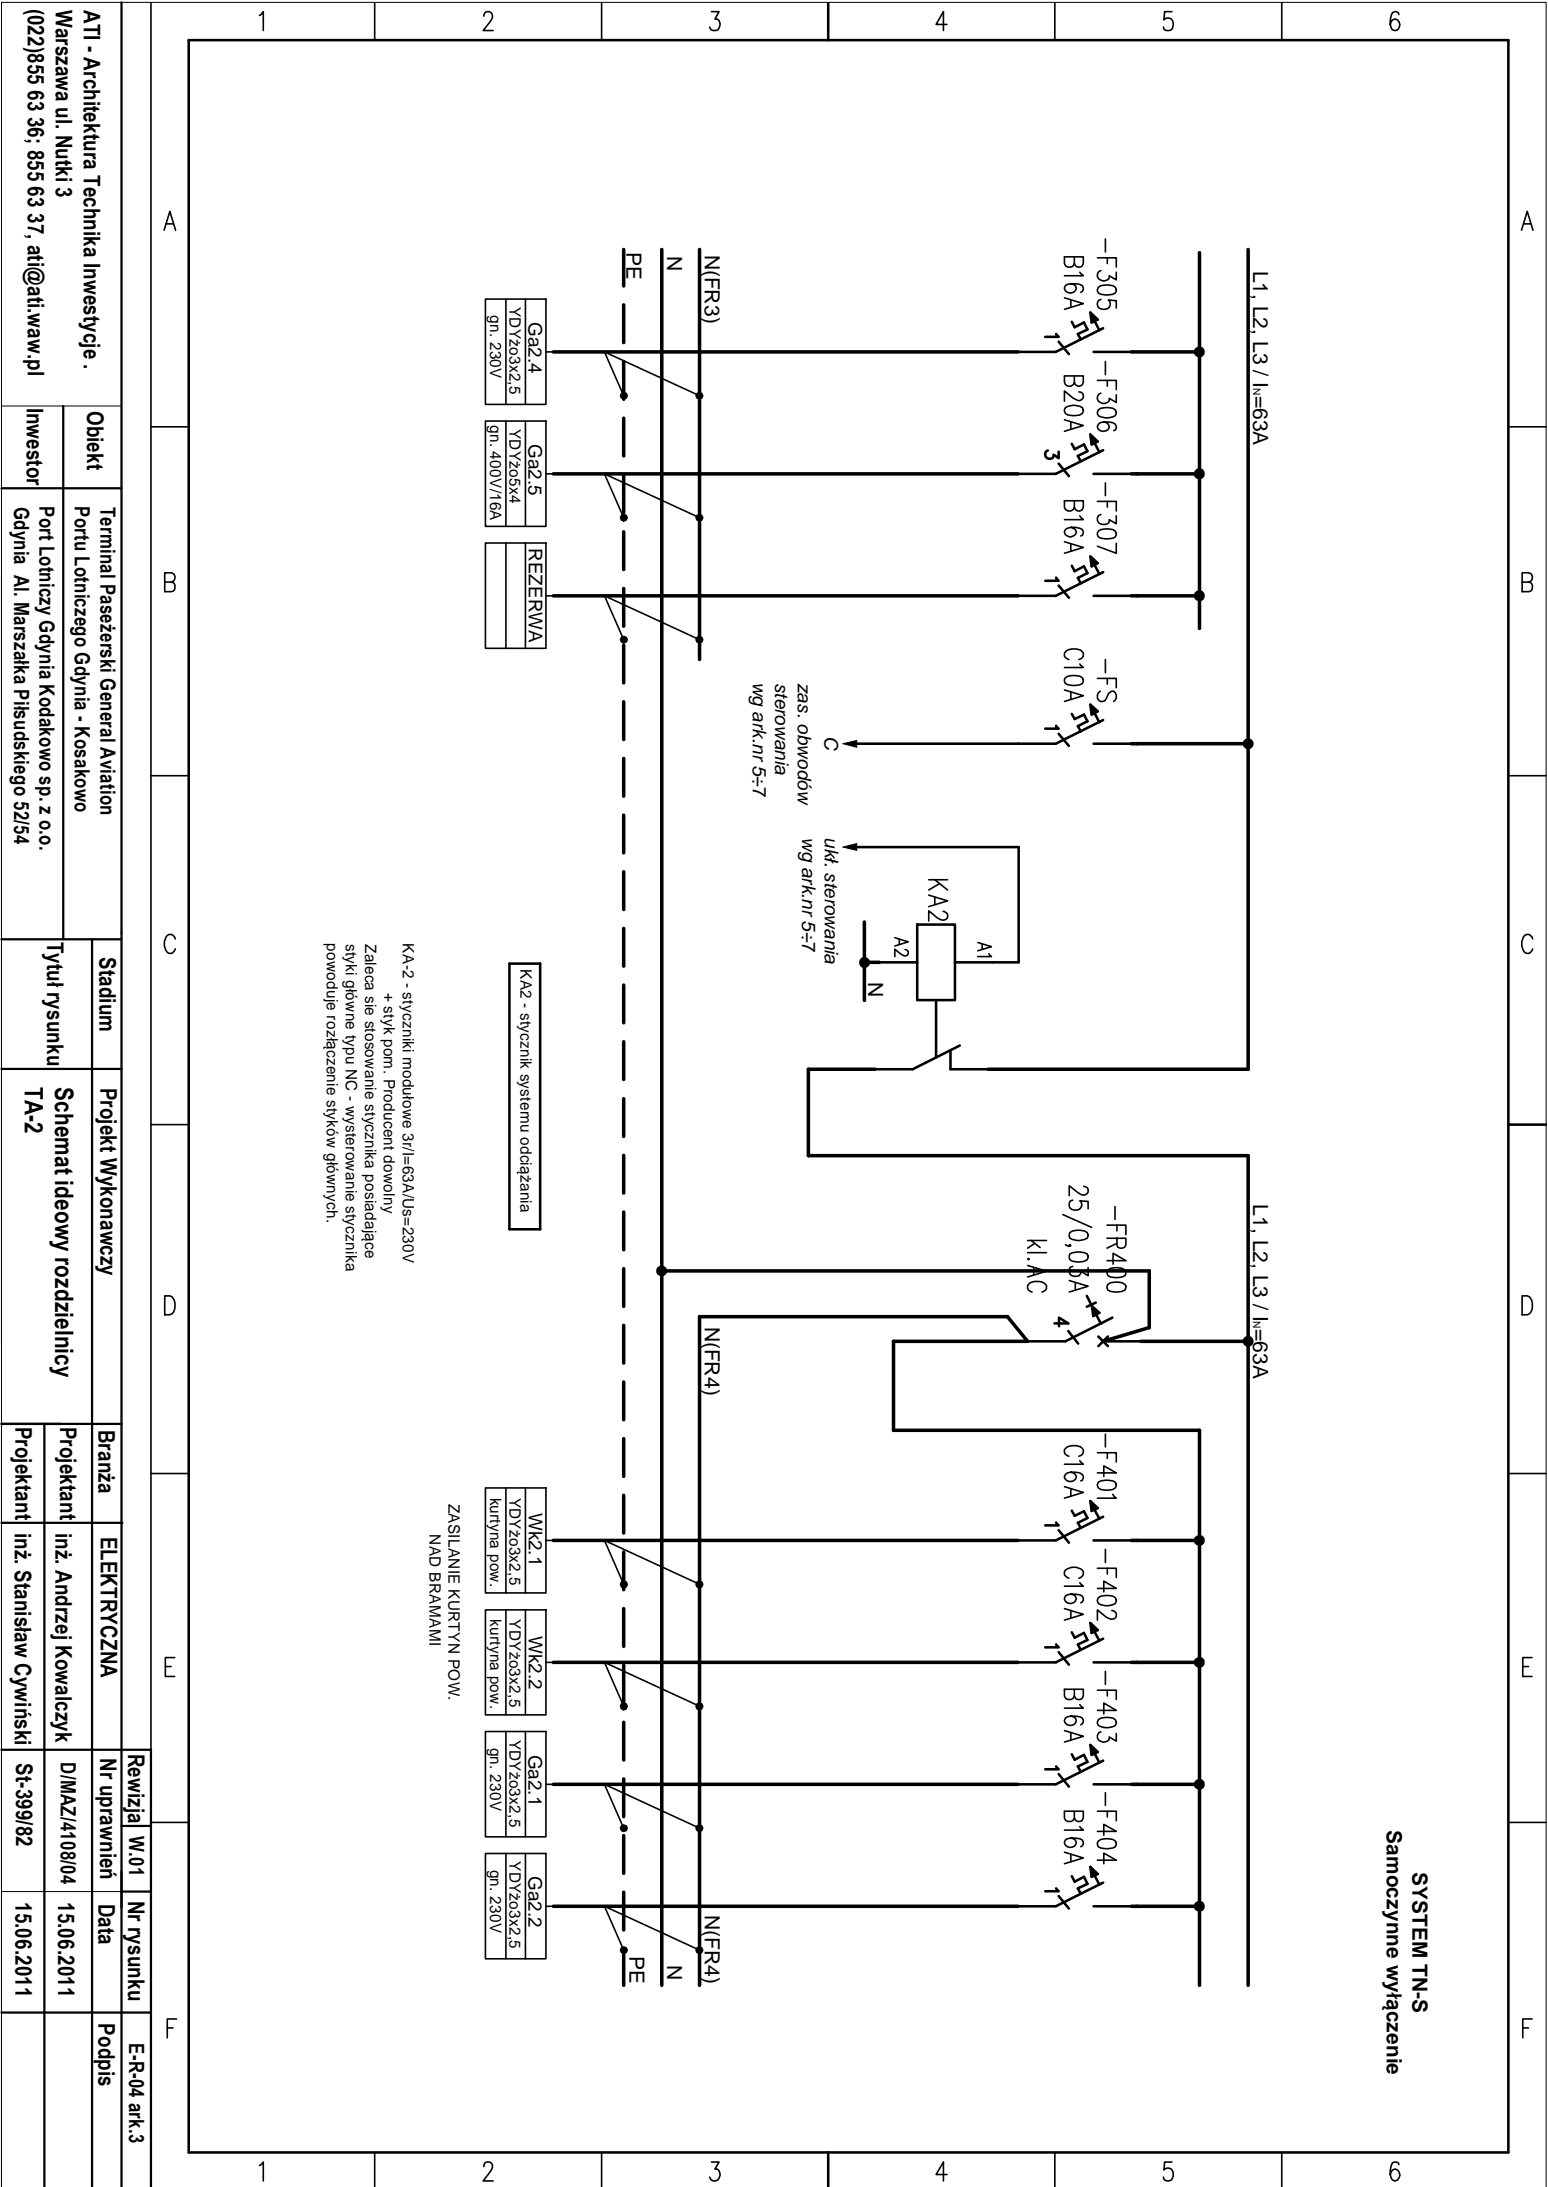 SYSTEM TN-S
Samoczynne wyłączenie
A
B
C
D
E
F
A
B
C
D
E
F
1
2
3
4
5
6
1
2
3
4
5
6
L1, L2, L3 / IN=63A
L1, L2, L3 / IN=63A
-F305
B16A
1
-F306
B20A
3
-F307
B16A
1
-FS
C10A
1
-FR400
25/0,03A
kl.AC
4
-F401
C16A
1
-F402
C16A
1
-F403
B16A
1
-F404
B16A
1
KA2
A1
A2
N
C
zas. obwodów
sterowania
wg ark.nr 5÷7
ukł. sterowania
wg ark.nr 5÷7
N(FR3)
N
PE
N(FR4)
N(FR4)
N
PE
Ga2.4
YDYżo3x2,5
gn. 230V
Ga2.5
YDYżo5x4
gn. 400V/16A
REZERWA
KA2 - stycznik systemu odciążania
Wk2.1
YDYżo3x2,5
kurtyna pow.
Wk2.2
YDYżo3x2,5
kurtyna pow.
Ga2.1
YDYżo3x2,5
gn. 230V
Ga2.2
YDYżo3x2,5
gn. 230V
ZASILANIE KURTYN POW.
NAD BRAMAMI
KA-2 - styczniki modułowe 3r/I=63A/Us=230V
+ styk pom. Producent dowolny
Zaleca sie stosowanie stycznika posiadające
styki główne typu NC - wysterowanie stycznika
powoduje rozłączenie styków głównych.
Rewizja W.01 Nr rysunku E-R-04 ark.3
ATI - Architektura Technika Inwestycje .
Warszawa ul. Nutki 3
(022)855 63 36; 855 63 37, ati@ati.waw.pl
Obiekt
Terminal Paseżerski General Aviation
Portu Lotniczego Gdynia - Kosakowo
Inwestor
Port Lotniczy Gdynia Kodakowo sp. z o.o.
Gdynia Al. Marszałka Piłsudskiego 52/54
Stadium
Projekt Wykonawczy
Tytuł rysunku
Schemat ideowy rozdzielnicy
TA-2
Branża ELEKTRYCZNA Nr uprawnień Data Podpis
Projektant inż. Andrzej Kowalczyk D/MAZ/4108/04 15.06.2011
Projektant inż. Stanisław Cywiński St-399/82 15.06.2011